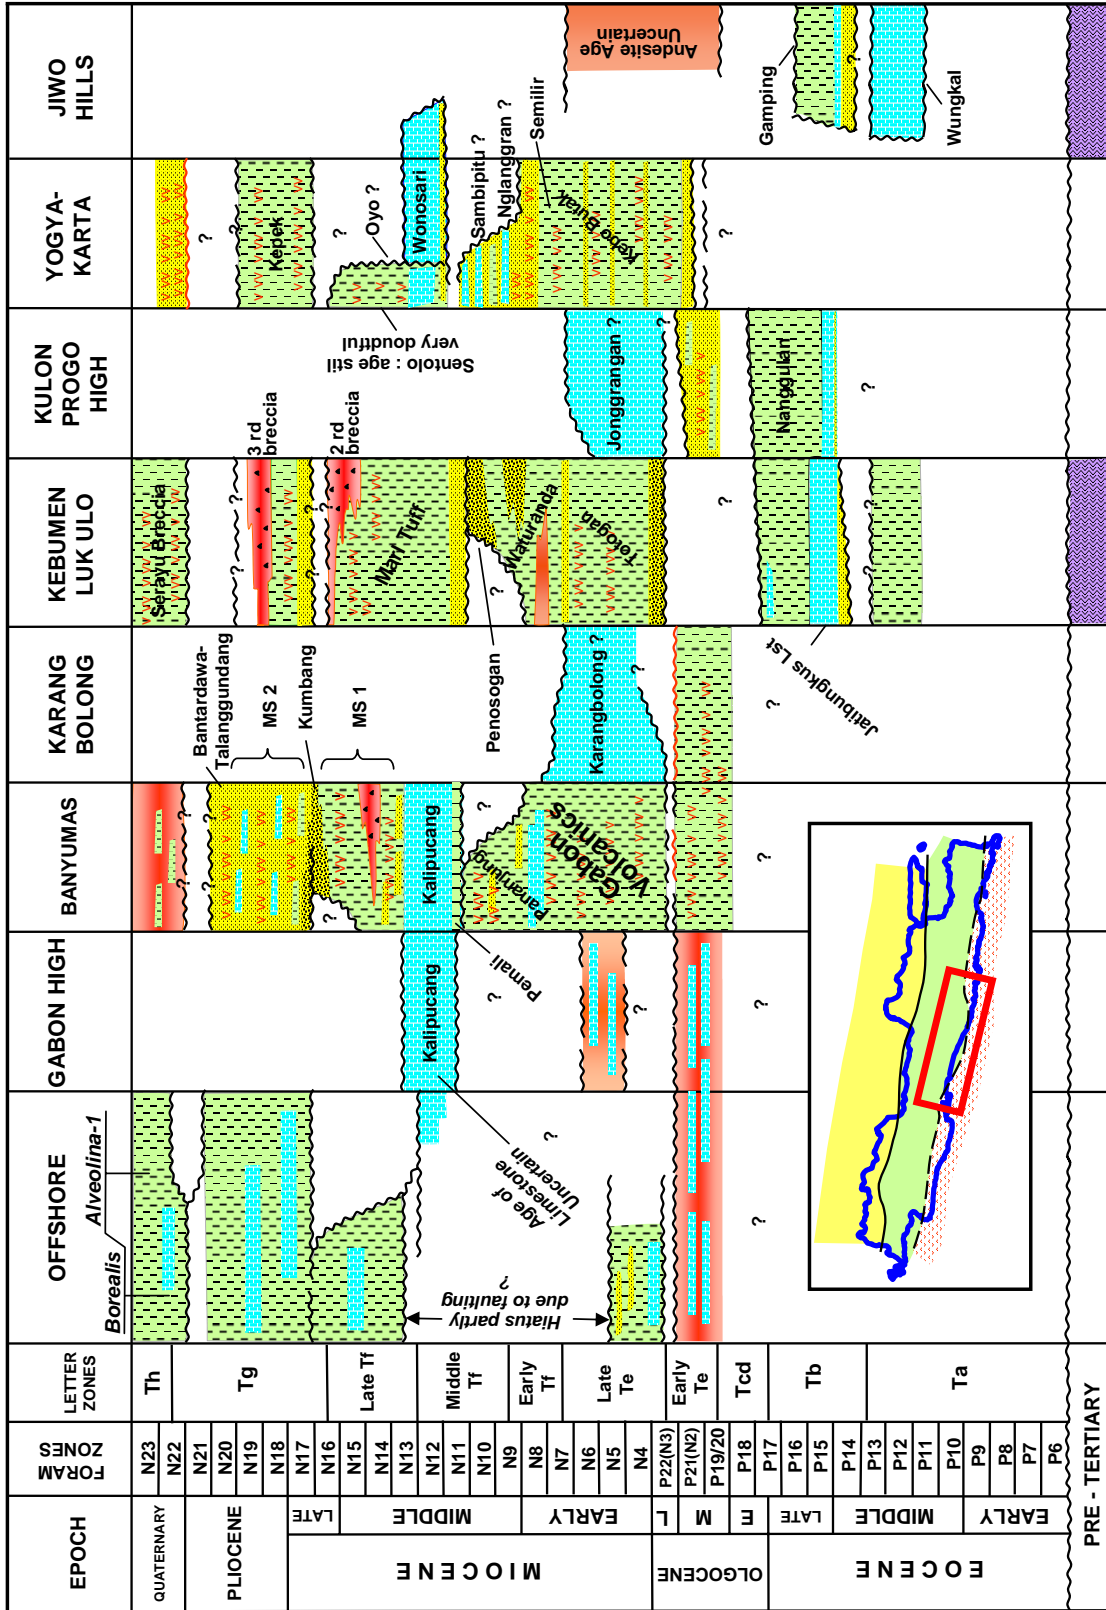 EPOCH
FORAM
ZONES
LETTER
ZONES
OFFSHORE
GABON HIGH
BANYUMAS
KARANG
BOLONG
KEBUMEN
LUK ULO
KULON
PROGO
HIGH
YOGYA-
KARTA
JIWO
HILLS
QUATERNARY
PLIOCENE
MIOCENE
LATE
MIDDLE
EARLY
OLGOCENE
L
M
E
EOCENE
LATE
MIDDLE
EARLY
PRE - TERTIARY
N23
N22
N21
N20
N19
N18
N17
N16
N15
N14
N13
N12
N11
N10
N9
N8
N7
N6
N5
N4
P22(N3)
P21(N2)
P19/20
P18
P17
P16
P15
P14
P13
P12
P11
P10
P9
P8
P7
P6
Th
Tg
Late Tf
Middle
Tf
Early
Tf
Late
Te
Early
Te
Tcd
Tb
Ta
Borealis
Alveolina-1
Hiatus partly
due to faulting
?
Age of
Limestone
Uncertain
?
?
Kalipucang
?
Pemali
?
?
?
?
?
?
?
Kalipucang
?
Pananjung
Gabon
Volcanics
?
Bantardawa-
Talanggundang
MS 2
Kumbang
MS 1
Penosogan
Karangbolong ?
?
?
Jatibungkus Lst
Serayu Breccia
?
?
3 rd
breccia
?
?
?
?
2 rd
breccia
Marl Tuff
?
Waturanda
Totogan
?
?
?
Sentolo : age stil
very doudtful
Jonggrangan ?
?
Nanggulan
?
?
?
Kepek
?
Oyo ?
Wonosari
Sambipitu ?
Nglanggran ?
Semilir
Kebo Butak
?
Andesite Age
Uncertain
Gamping
?
Wungkal